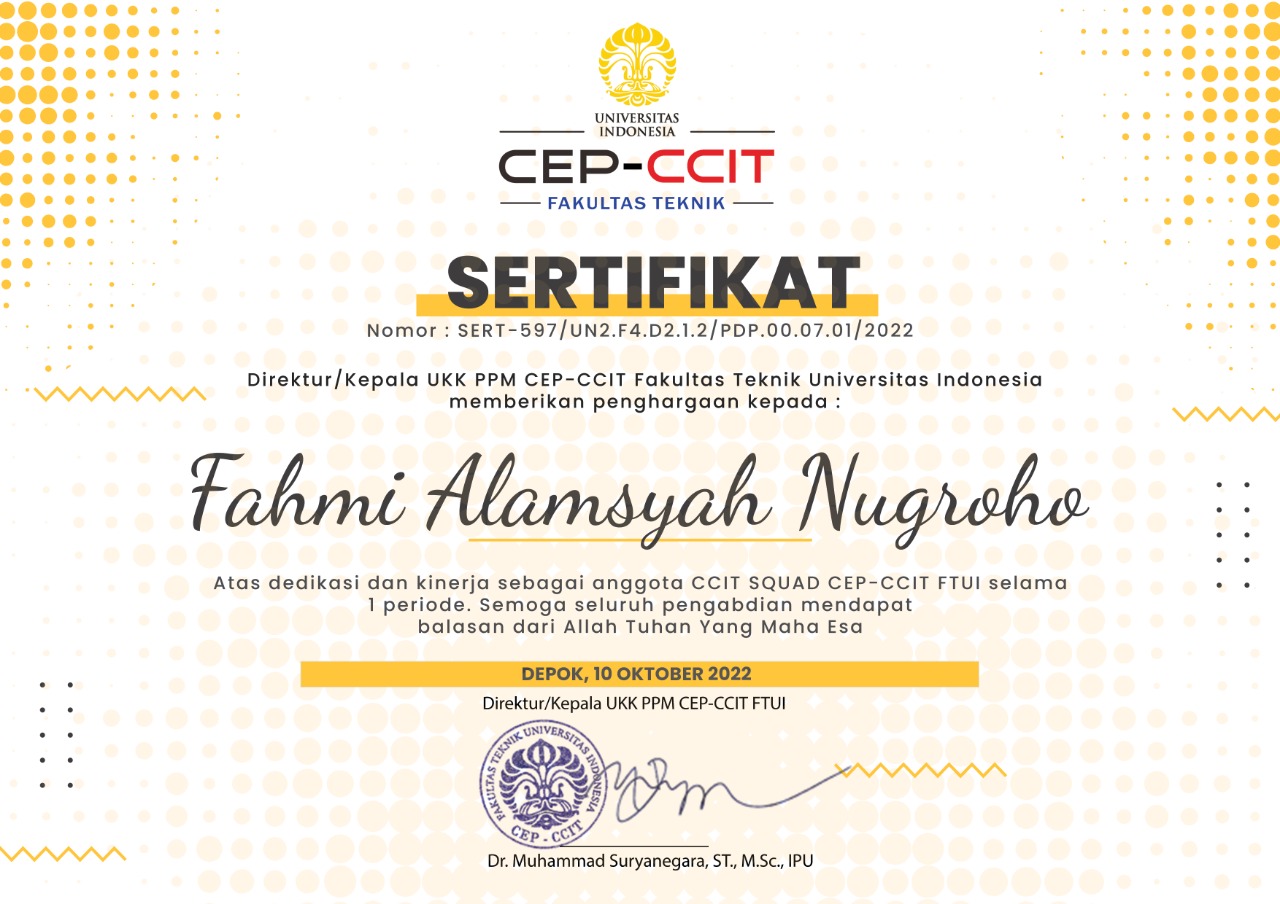 UNIVERSITAS
INDONESIA
CEP-CCIT
FAKULTAS TEKNIK
SERTIFIKAT
Nomor : SERT-597/UN2.F4.D2.1.2/PDP.00.07.01/2022
Direktur/Kepala UKK PPM CEP-CCIT Fakultas Teknik Universitas Indonesia
memberikan penghargaan kepada :
Fahmi Alamsyah Nugroho
Atas dedikasi dan kinerja sebagai anggota CCIT SQUAD CEP-CCIT FTUI selama
1 periode. Semoga seluruh pengabdian mendapat
balasan dari Allah Tuhan Yang Maha Esa
DEPOK, 10 OKTOBER 2022
Direktur/Kepala UKK PPM CEP-CCIT FTUI
FAKULTAS TEKNIK UNIVERSITAS INDONESIA
CEP - CCIT
Dr. Muhammad Suryanegara, ST., M.Sc., IPU